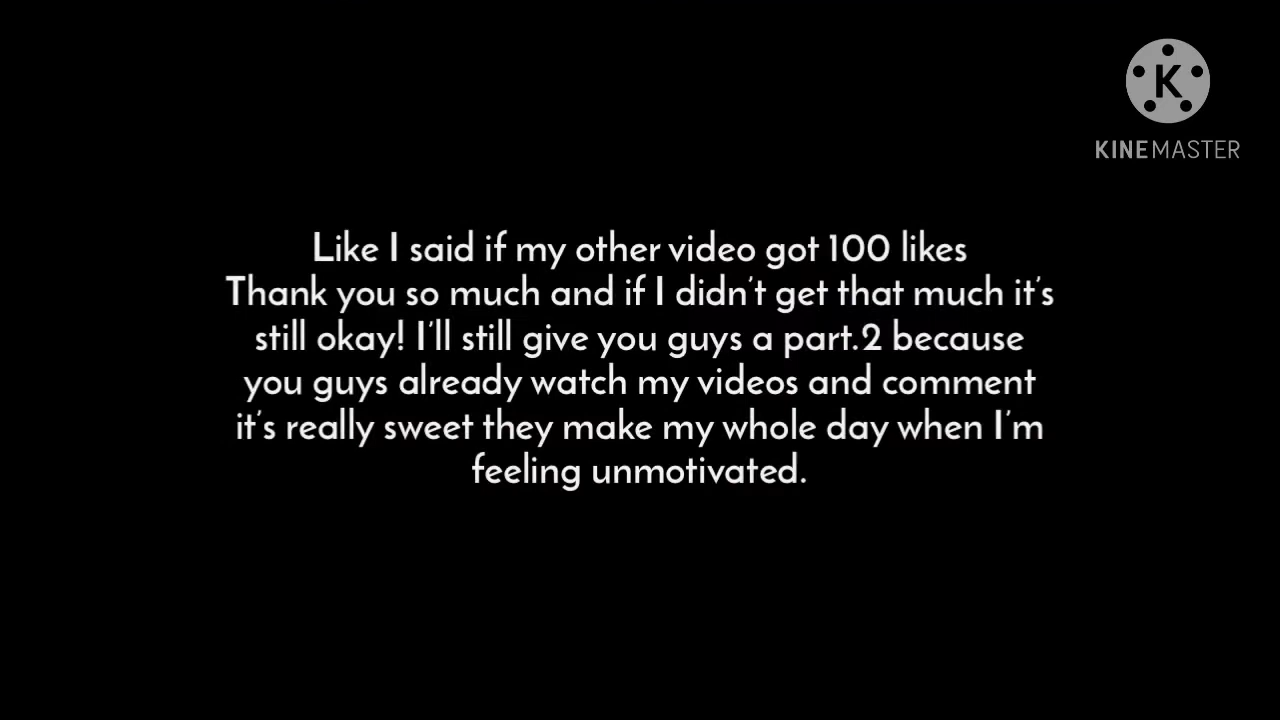 K
KINEMASTER
Like I said if my other video got 100 likes
Thank you so much and if I didn't get that much it's
still okay! I'll still give you guys a part.2 because
you guys already watch my videos and comment
it's really sweet they make my whole day when I'm
feeling unmotivated.